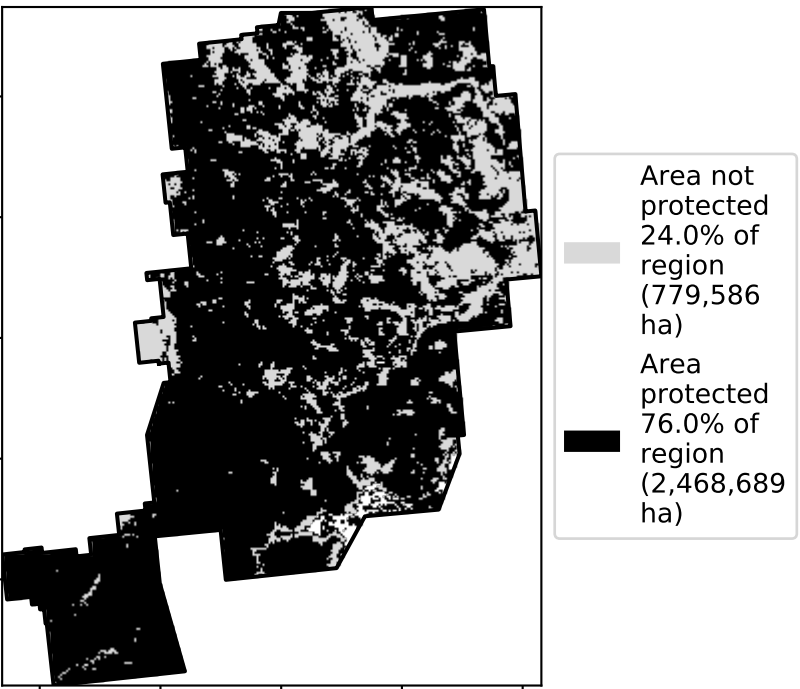 Area not
protected
24.0% of
region
(779,586
ha)
Area
protected
76.0% of
region
(2,468,689
ha)